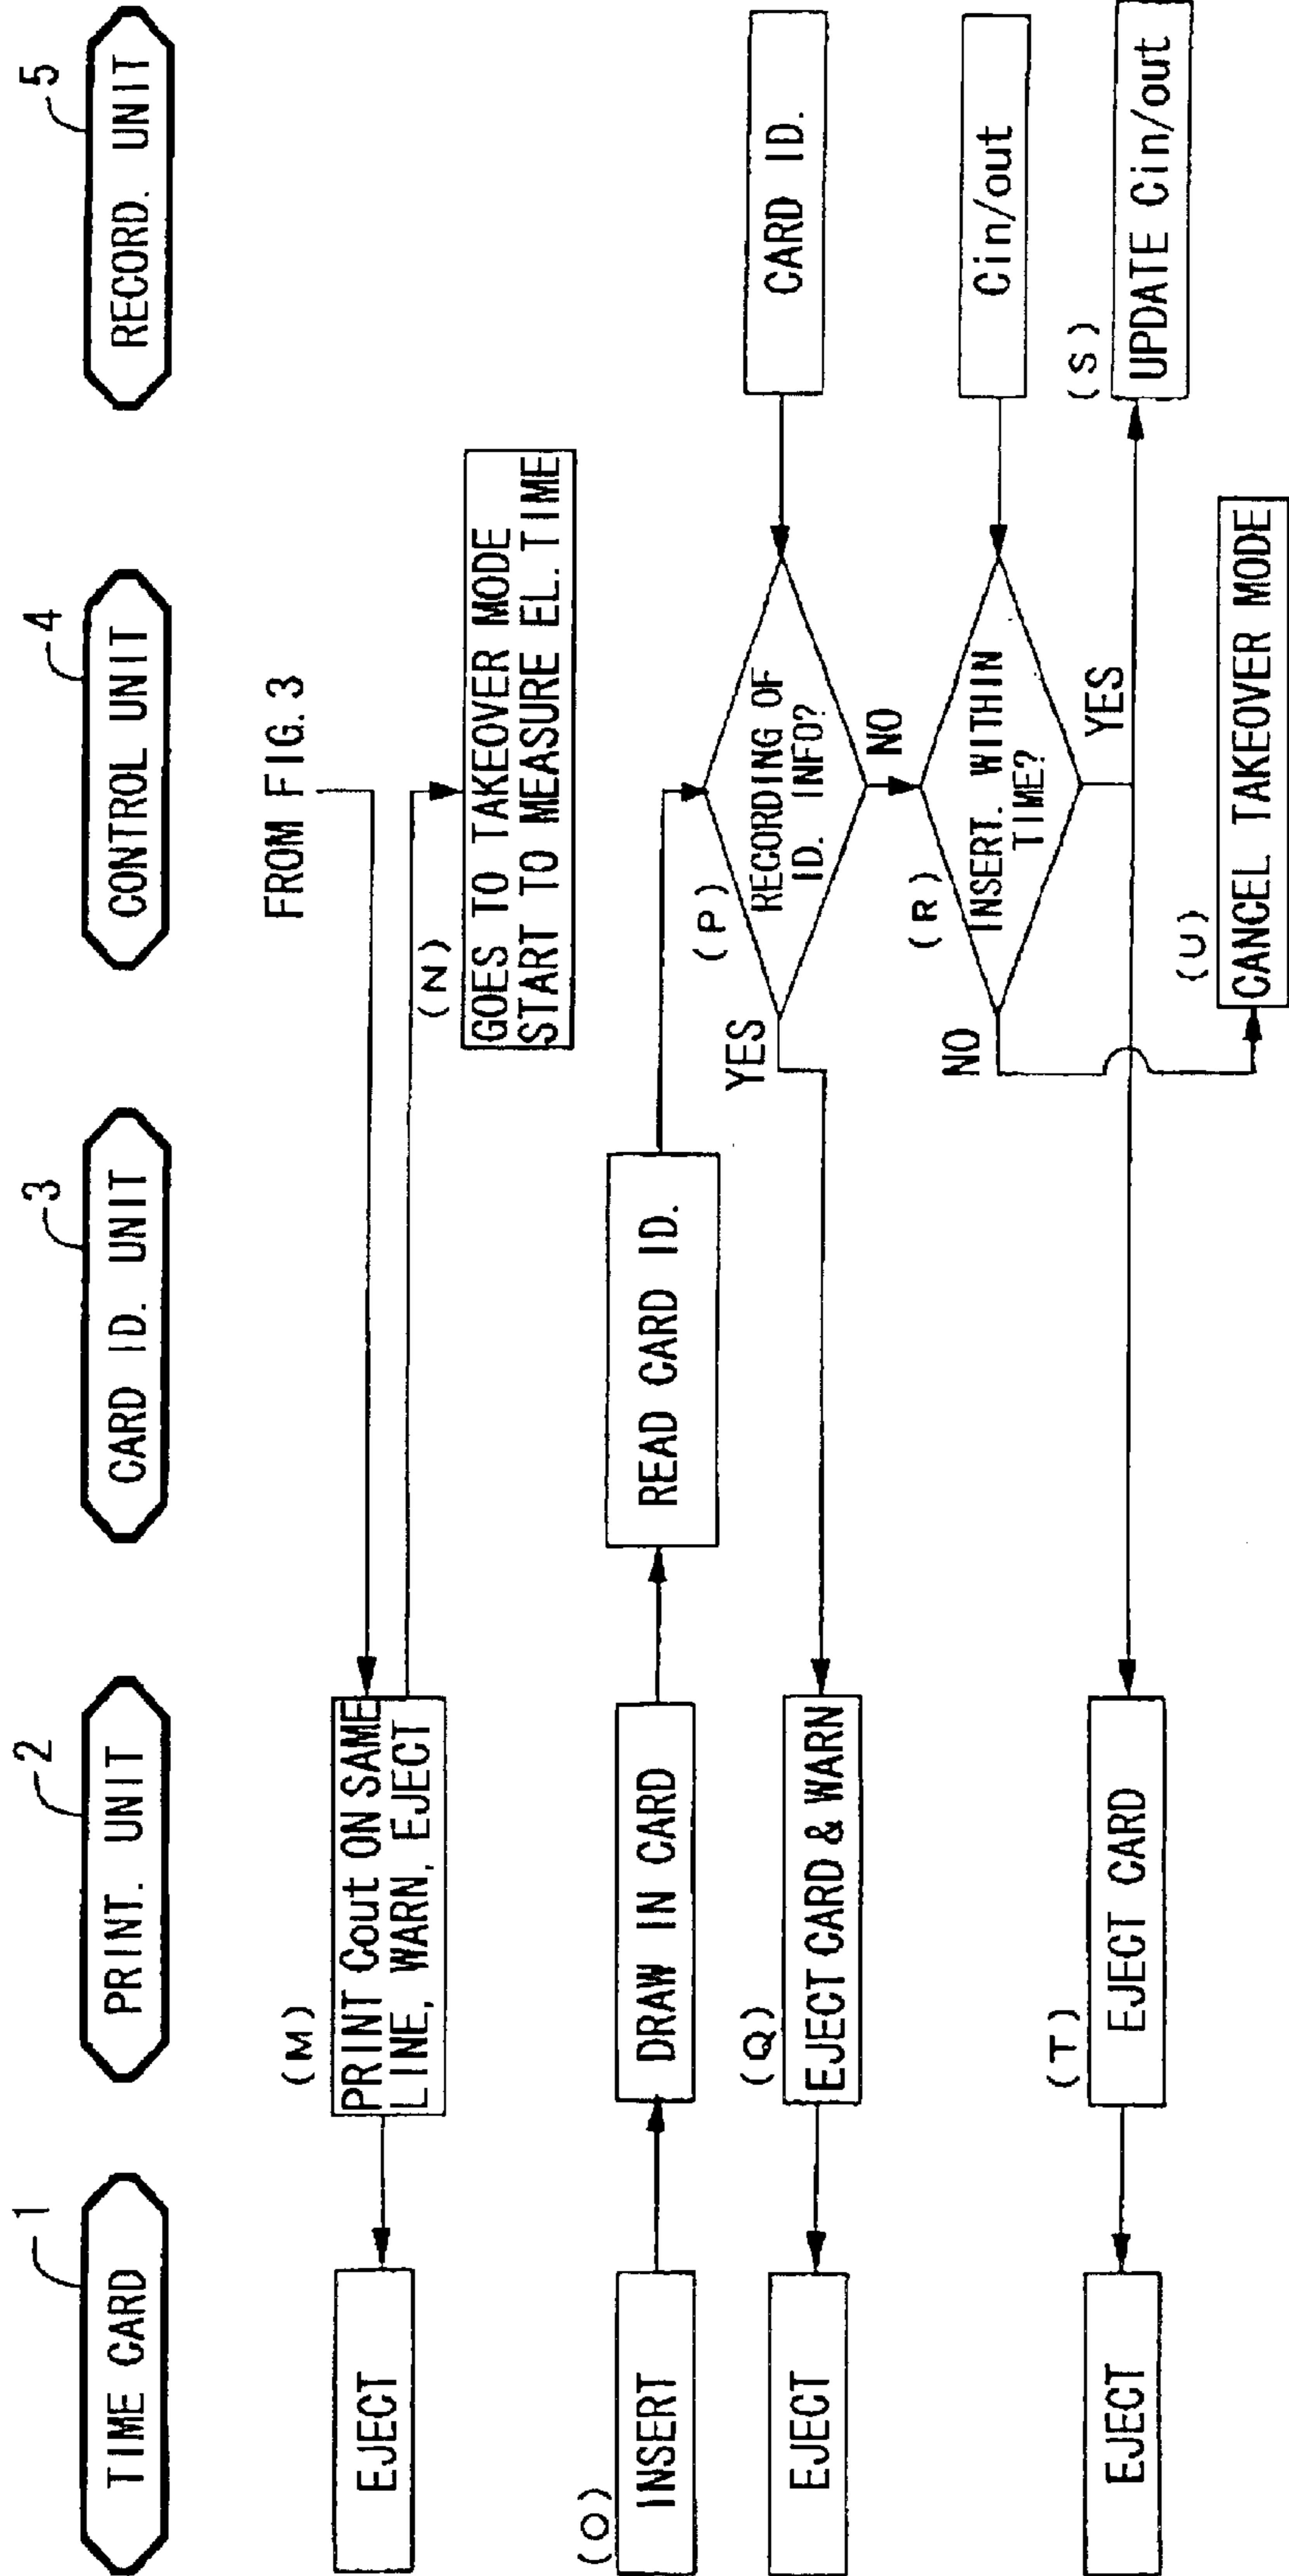 1
TIME CARD
2
PRINT. UNIT
3
CARD ID. UNIT
4
CONTROL UNIT
5
RECORD. UNIT
FROM FIG. 3
(M)
EJECT
PRINT Cout ON SAME
LINE, WARN, EJECT
(N)
GOES TO TAKEOVER MODE
START TO MEASURE EL. TIME
(O)
INSERT
DRAW IN CARD
READ CARD ID.
(P)
RECORDING OF
ID. INFO?
CARD ID.
YES
NO
(Q)
EJECT
EJECT CARD & WARN
(R)
INSERT. WITHIN
TIME?
Cin/out
NO
YES
(S)
UPDATE Cin/out
(T)
EJECT
EJECT CARD
(U)
CANCEL TAKEOVER MODE